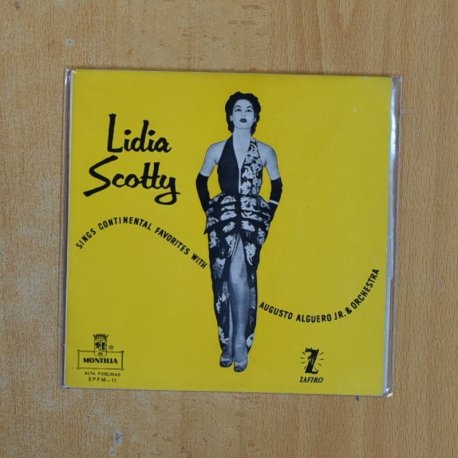 Lidia
Scotty
SINGS CONTINENTAL FAVORITES WITH
AUGUSTO ALGUERO JR. & ORCHESTRA
MONTILLA
ALTA FIDELIDAD
EPFM-11
Z
ZAFIRO